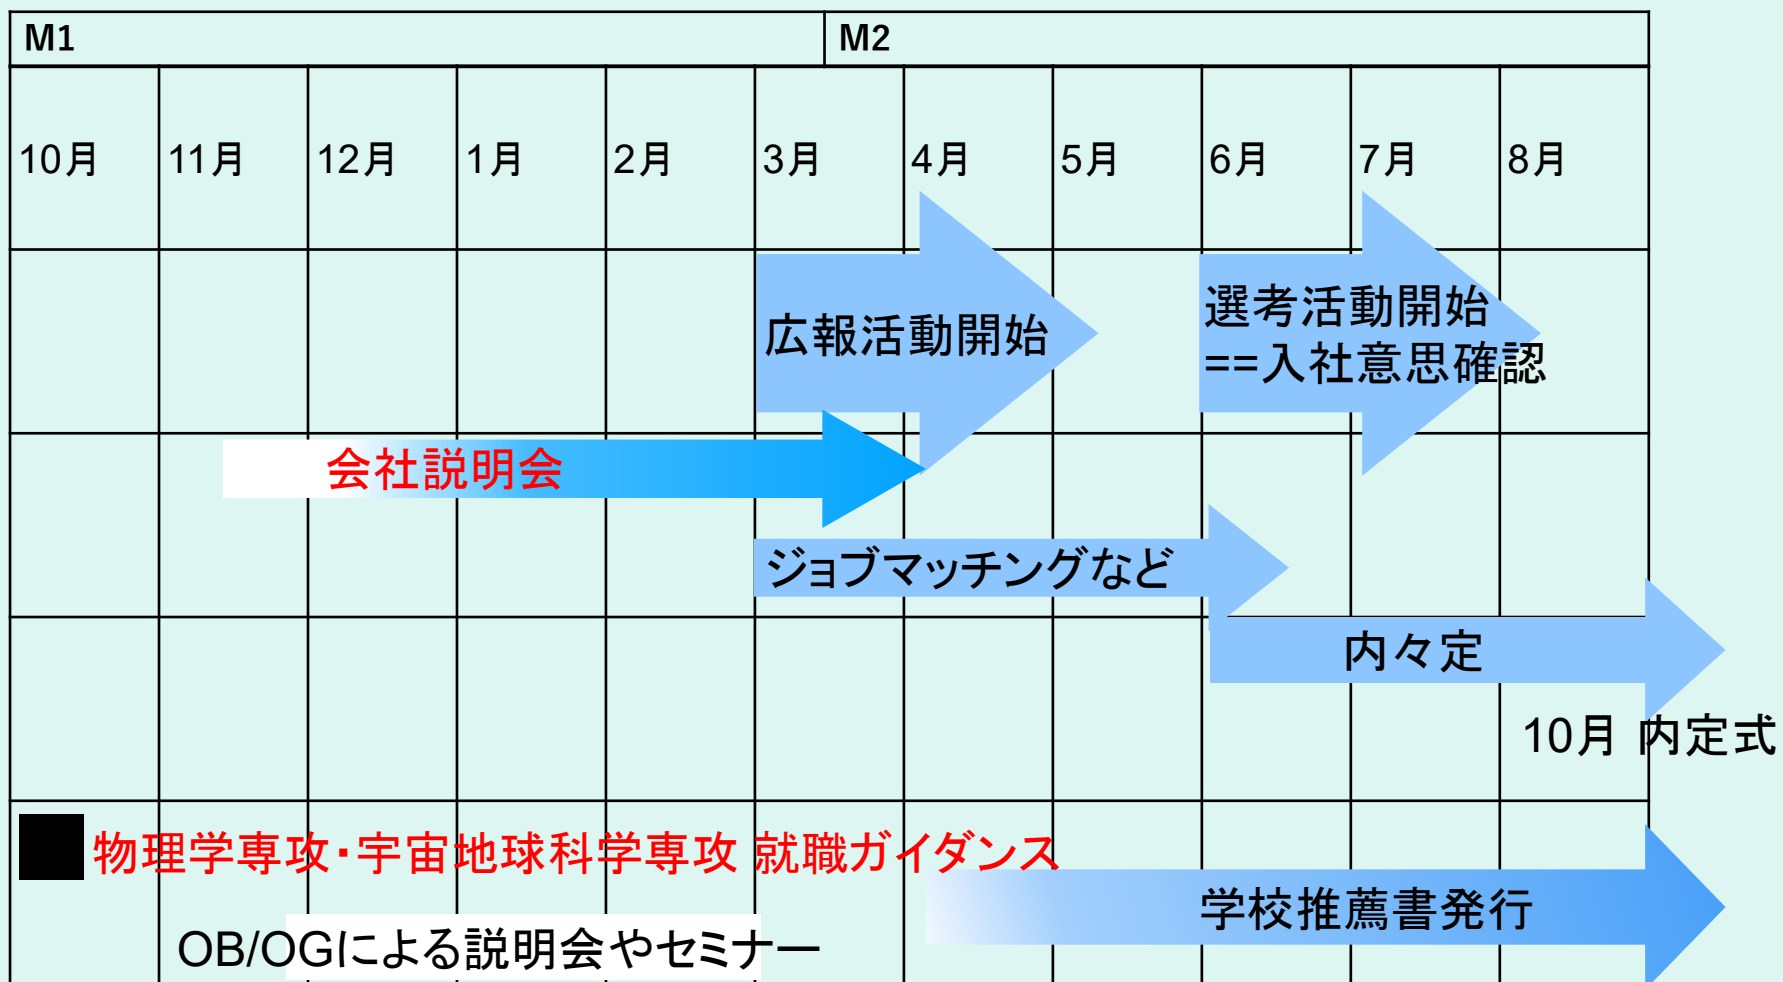 M1
M2
10月
11月
12月
1月
2月
3月
4月
5月
6月
7月
8月
広報活動開始
選考活動開始
==入社意思確認
会社説明会
ジョブマッチングなど
内々定
10月 内定式
物理学専攻・宇宙地球科学専攻 就職ガイダンス
学校推薦書発行
OB/OGによる説明会やセミナー